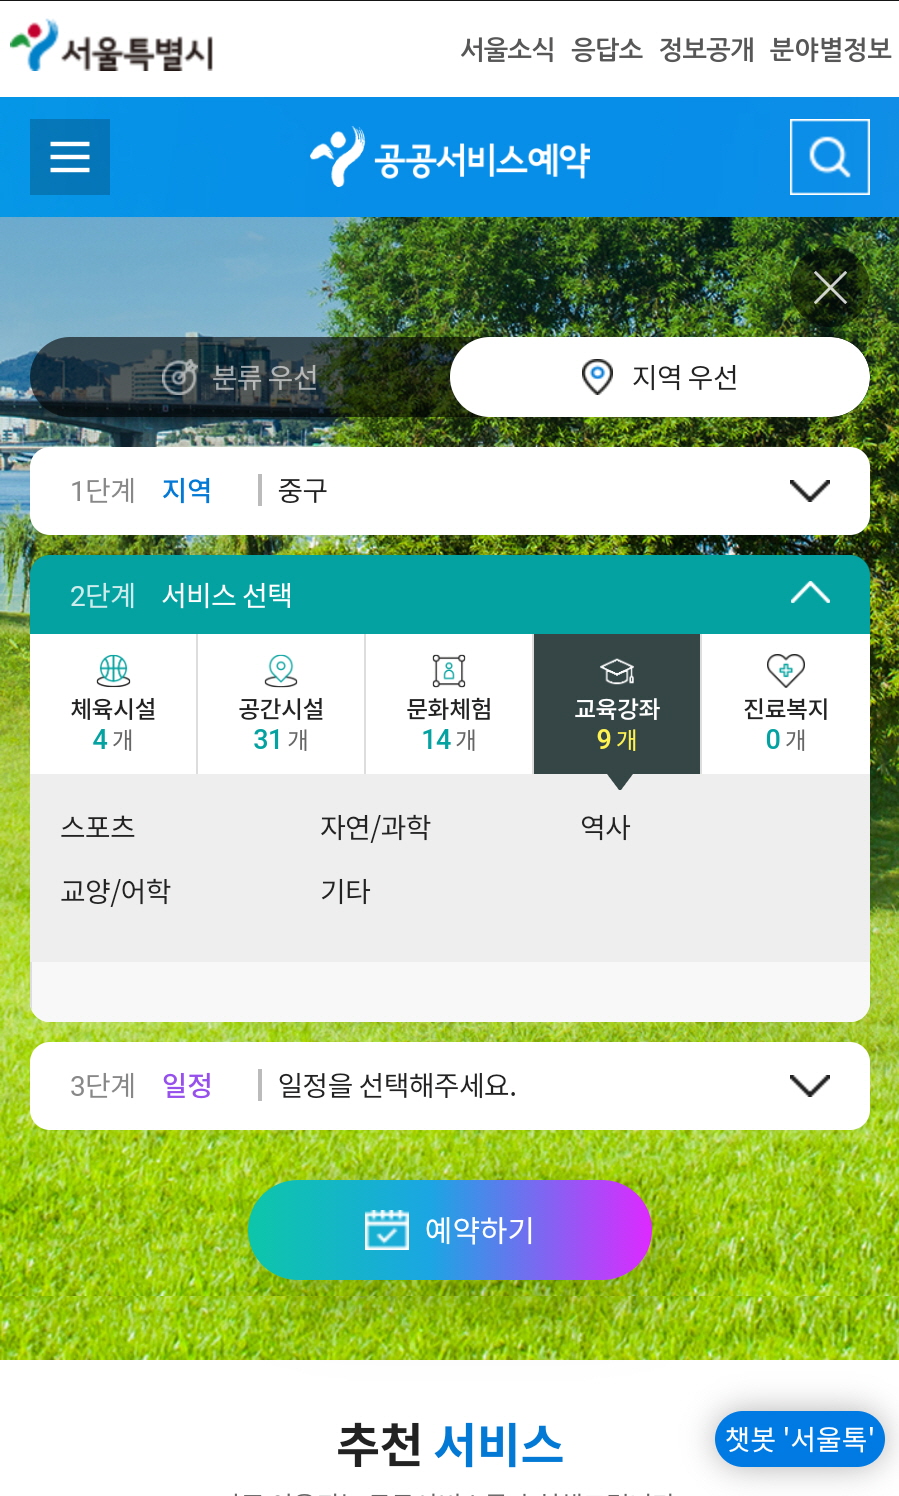 서울특별시
서울소식 응답소 정보공개 분야별정보
공공서비스예약
분류 우선
지역 우선
1단계 지역 중구
2단계 서비스 선택
체육시설
4 개
공간시설
31 개
문화체험
14 개
교육강좌
9 개
진료복지
0 개
스포츠 자연/과학 역사
교양/어학 기타
3단계 일정 일정을 선택해주세요.
예약하기
추천 서비스
챗봇 '서울톡'